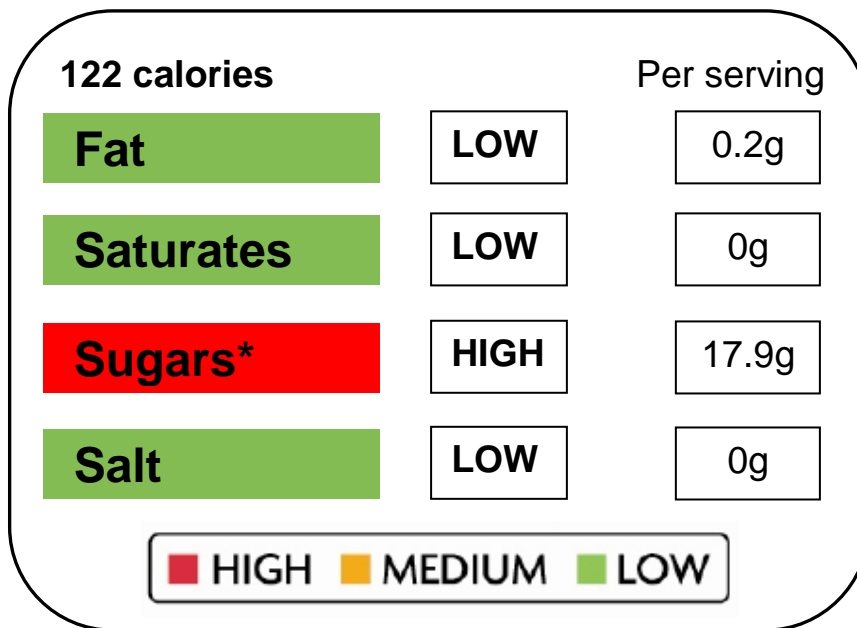 122 calories Per serving
Fat LOW 0.2g
Saturates LOW 0g
Sugars* HIGH 17.9g
Salt LOW 0g
HIGH MEDIUM LOW